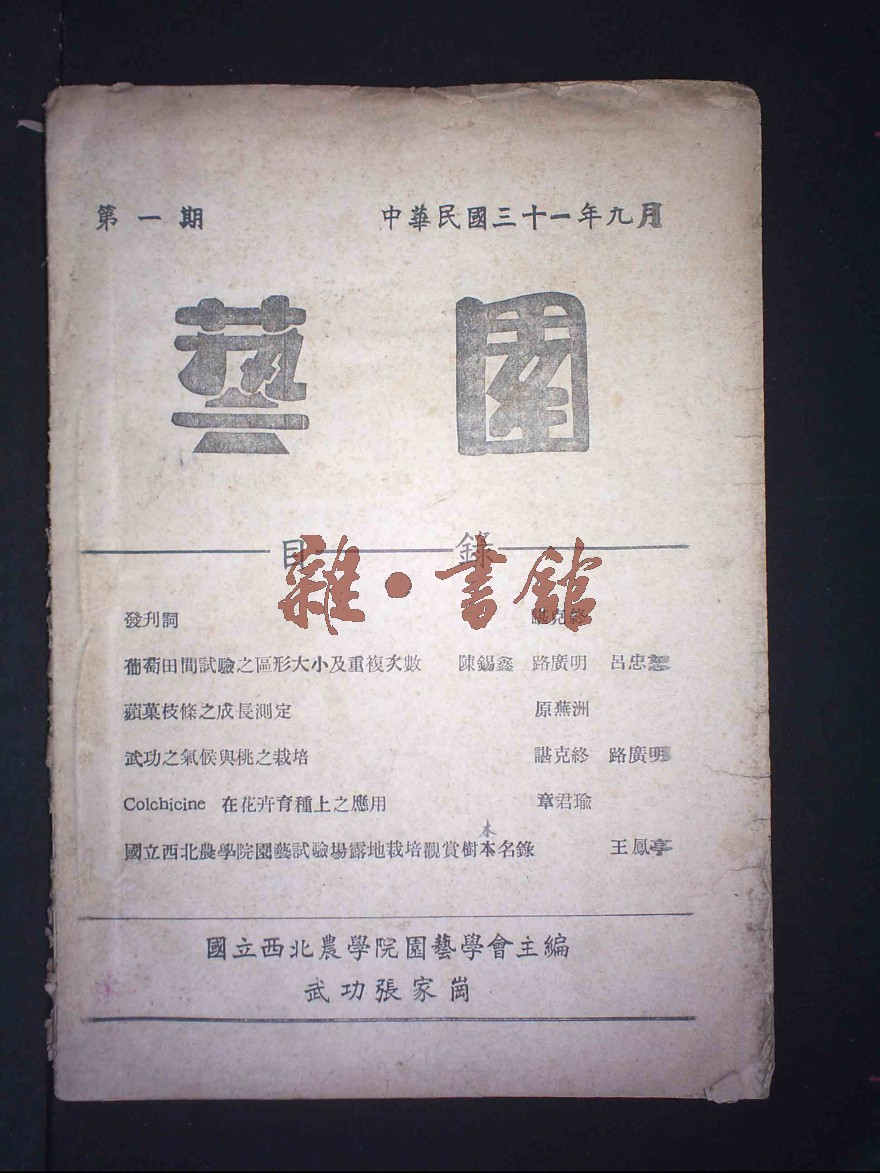 第一期 中華民國三十一年九月
園藝
目錄
雜·書館
發刊詞 諶克終
葡萄田間試驗之區形大小及重複次數 陳錫鑫 路廣明 呂忠
蘋菓枝條之成長測定 原蕪洲
武功之氣候與桃之栽培 諶克終 路廣明
Colchicine 在花卉育種上之應用 章君瑜
木
國立西北農學院園藝試驗場露地栽培觀賞樹本名錄 王鳳亭
國立西北農學院園藝學會主編
武功張家崗